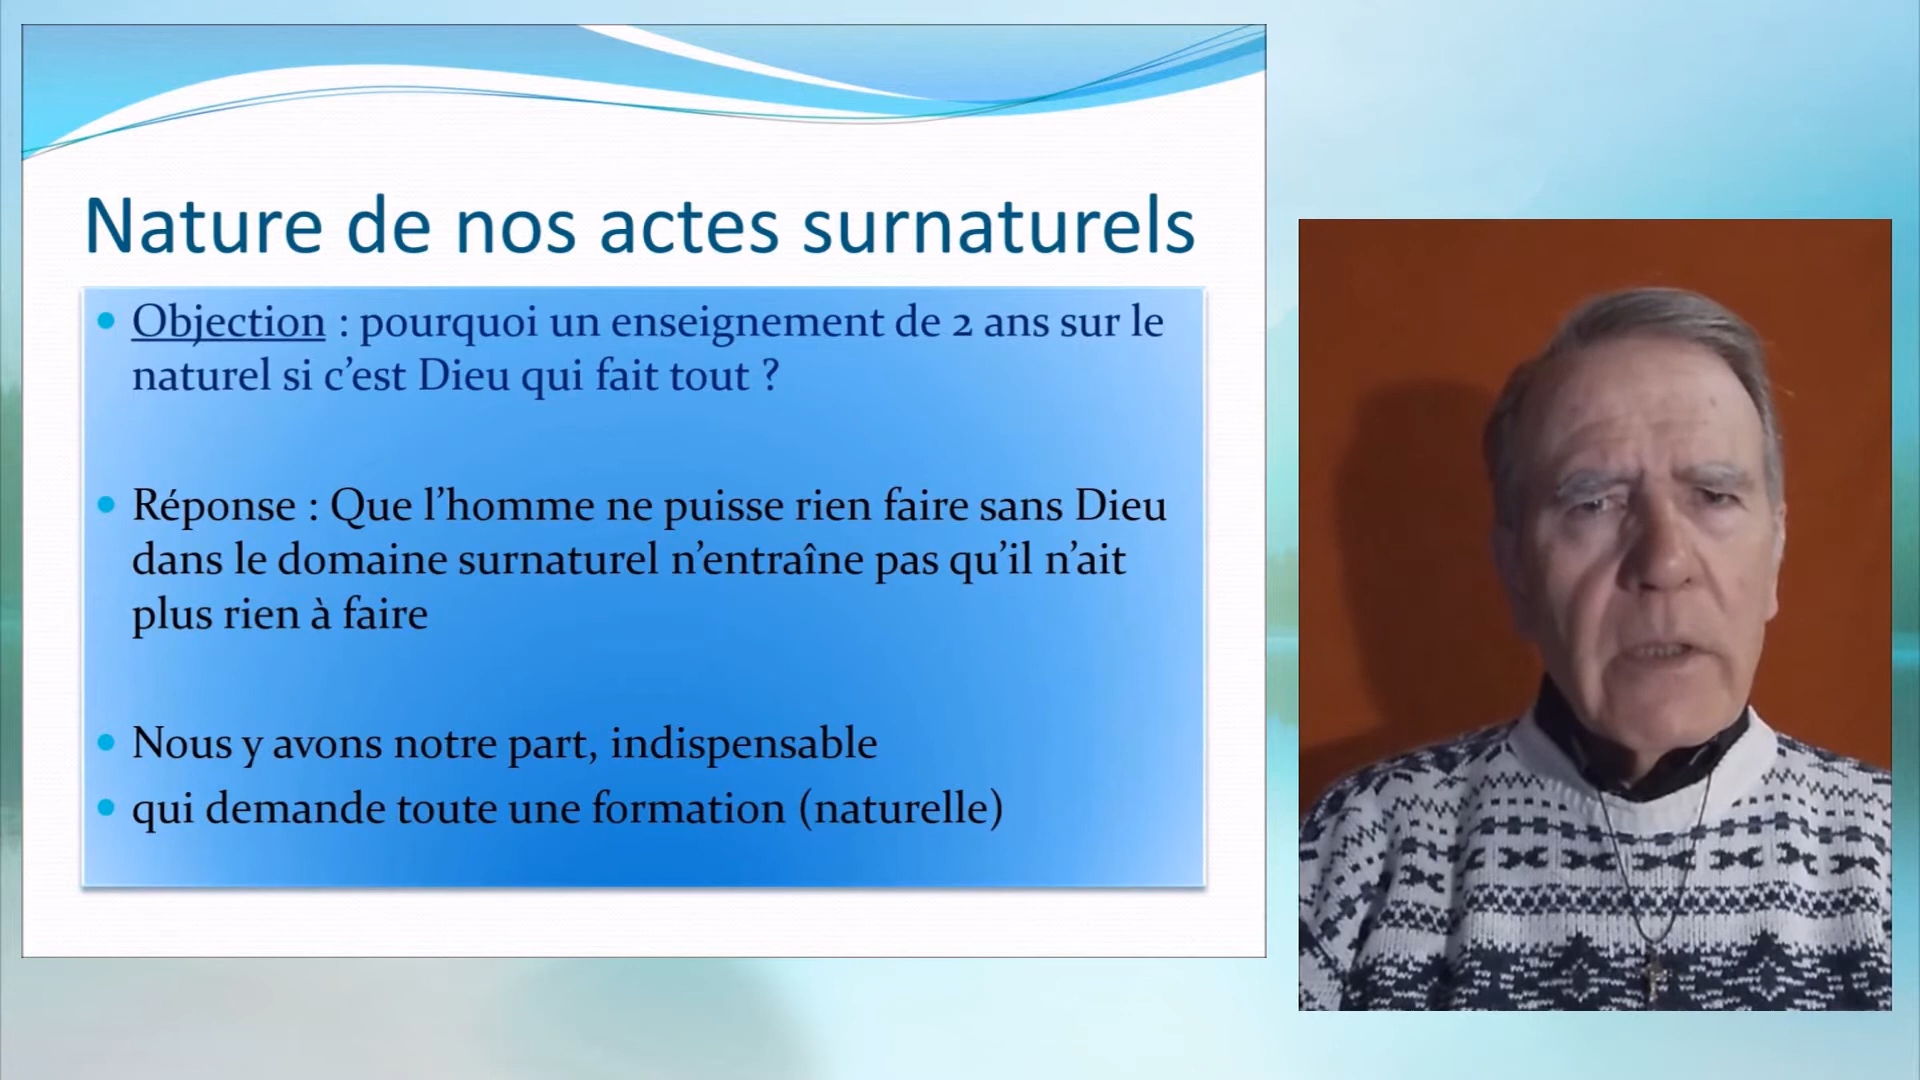 Nature de nos actes surnaturels
• Objection : pourquoi un enseignement de 2 ans sur le
naturel si c’est Dieu qui fait tout ?
• Réponse : Que l’homme ne puisse rien faire sans Dieu
dans le domaine surnaturel n’entraîne pas qu’il n’ait
plus rien à faire
• Nous y avons notre part, indispensable
• qui demande toute une formation (naturelle)